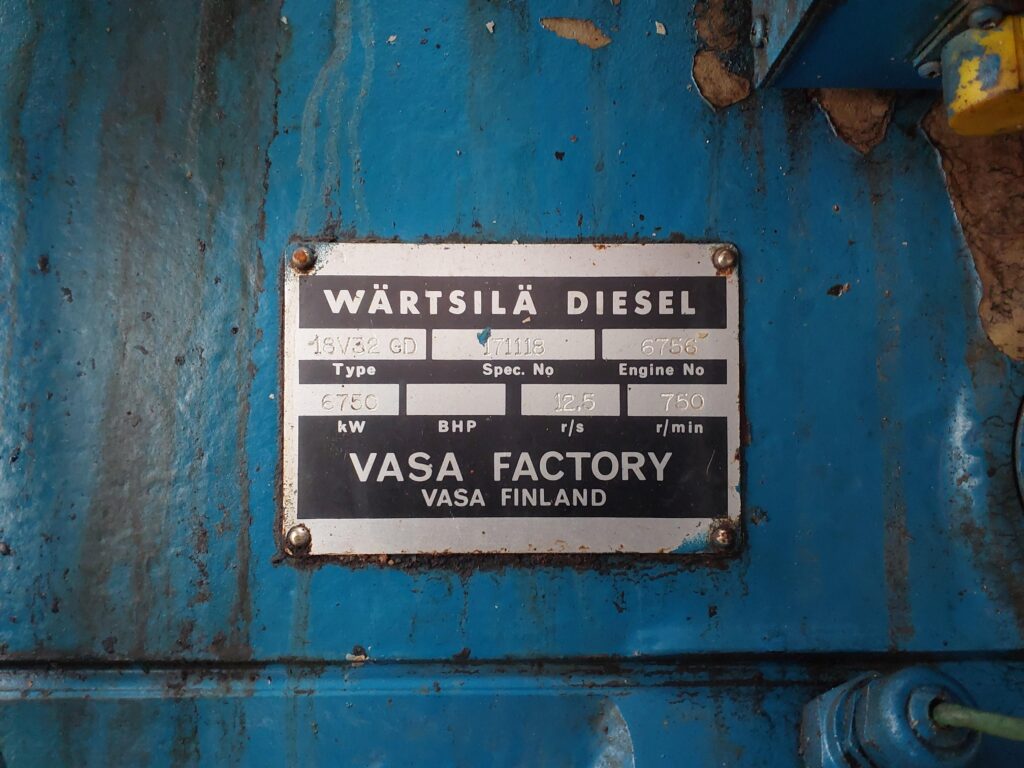 WÄRTSILÄ DIESEL
18V32 GD 171118 6756
Type Spec. No Engine No
6750 12.5 750
kW BHP r/s r/min
VASA FACTORY
VASA FINLAND